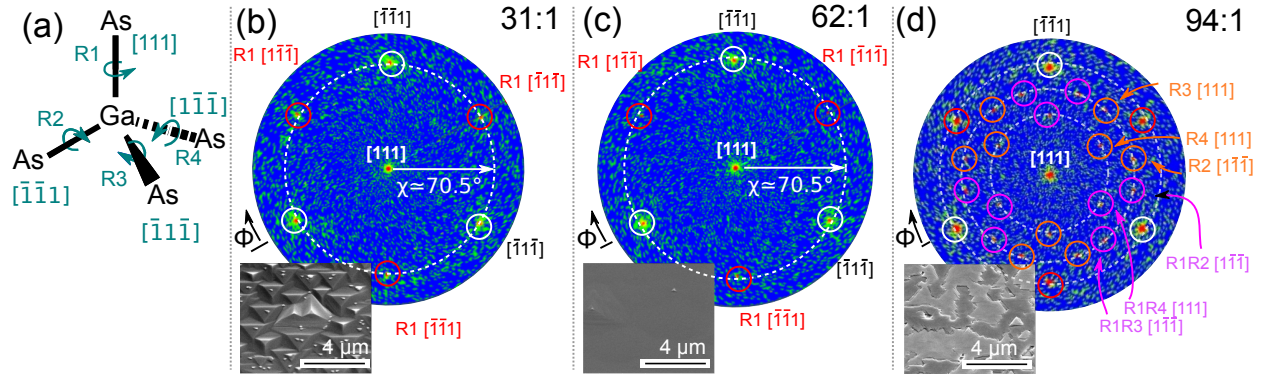 (a)
As
R1
[111]
Ga
R2
[11̄1̄]
As
R4
As
R3
As
[1̄1̄1]
[1̄11̄]
(b)
[1̄1̄1]
31:1
R1 [11̄1̄]
R1 [1̄11̄]
[111]
χ≃70.5°
Φ
[1̄11̄]
R1 [1̄1̄1]
4 μm
(c)
[1̄1̄1]
62:1
R1 [11̄1̄]
R1 [1̄11̄]
[111]
χ≃70.5°
Φ
[1̄11̄]
R1 [1̄1̄1]
4 μm
(d)
[1̄1̄1]
94:1
R3 [111]
R4 [111]
R2 [11̄1̄]
[111]
Φ
R1R2 [11̄1̄]
R1R4 [111]
R1R3 [11̄1̄]
4 μm